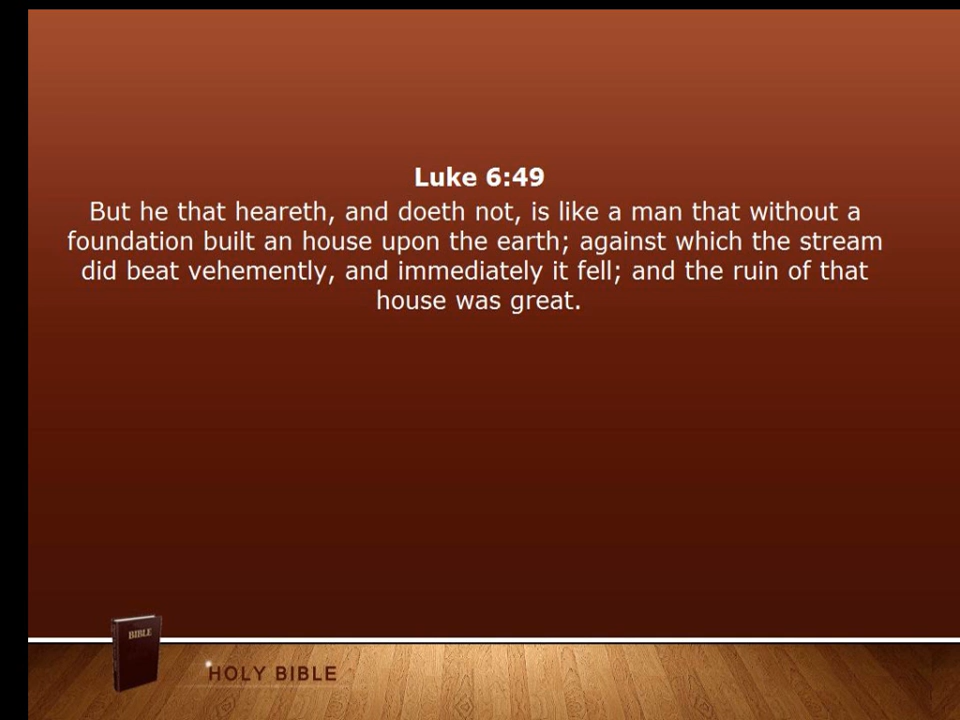 Luke 6:49
But he that heareth, and doeth not, is like a man that without a
foundation built an house upon the earth; against which the stream
did beat vehemently, and immediately it fell; and the ruin of that
house was great.
BIBLE
HOLY BIBLE